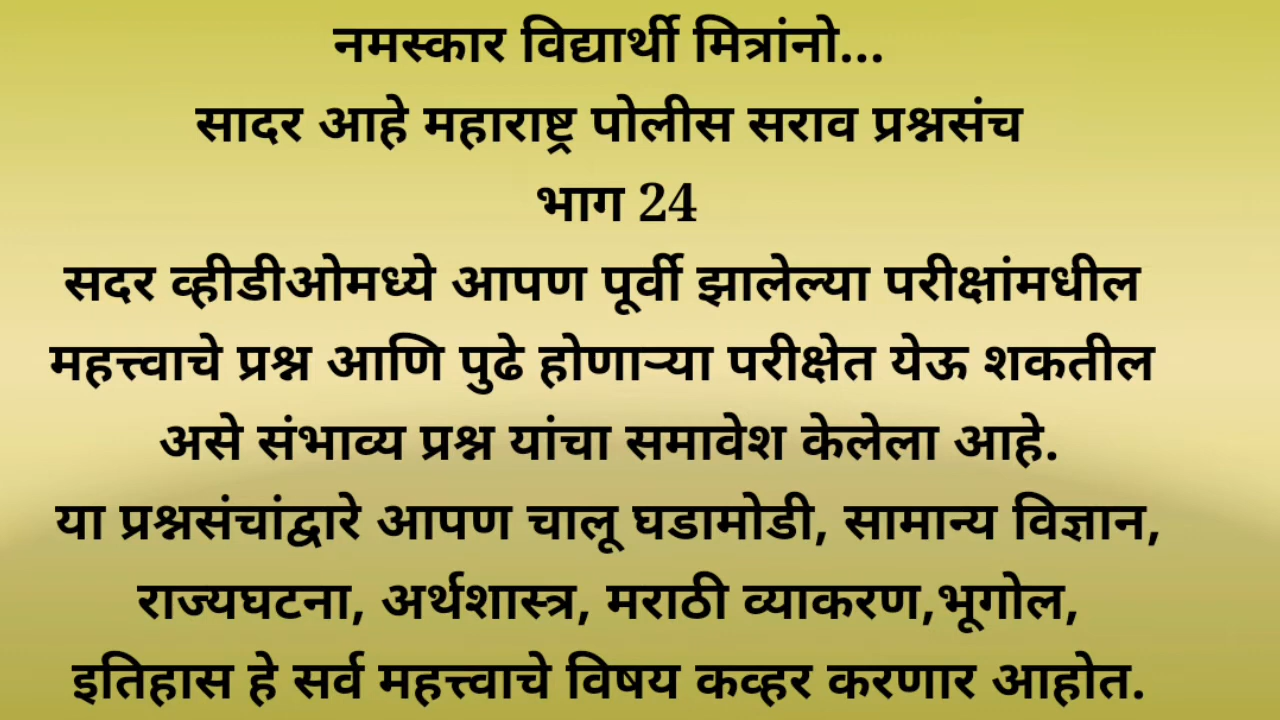 नमस्कार विद्यार्थी मित्रांनो...
सादर आहे महाराष्ट्र पोलीस सराव प्रश्नसंच
भाग 24
सदर व्हीडीओमध्ये आपण पूर्वी झालेल्या परीक्षांमधील
महत्त्वाचे प्रश्न आणि पुढे होणाऱ्या परीक्षेत येऊ शकतील
असे संभाव्य प्रश्न यांचा समावेश केलेला आहे.
या प्रश्नसंचांद्वारे आपण चालू घडामोडी, सामान्य विज्ञान,
राज्यघटना, अर्थशास्त्र, मराठी व्याकरण,भूगोल,
इतिहास हे सर्व महत्त्वाचे विषय कव्हर करणार आहोत.